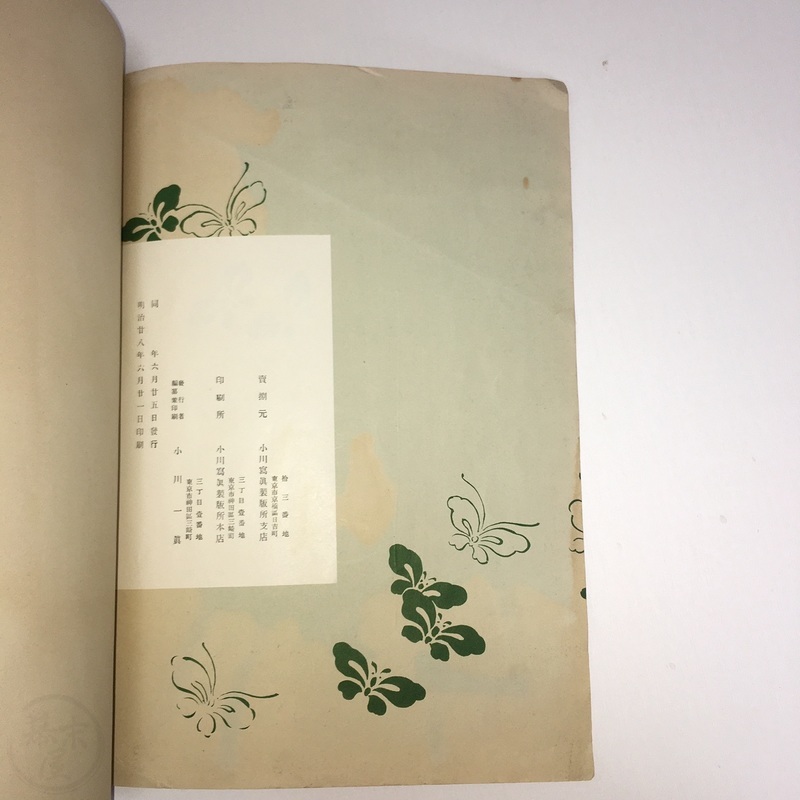 明治廿八年六月廿一日印刷
同　年六月廿五日發行
編纂兼印刷
發行者
小川一眞
東京市神田區三崎町
三丁目壹番地
印刷所　小川寫眞製版所本店
東京市神田區三崎町
三丁目壹番地
賣捌元　小川寫眞製版所支店
東京市京橋區日吉町
拾三番地